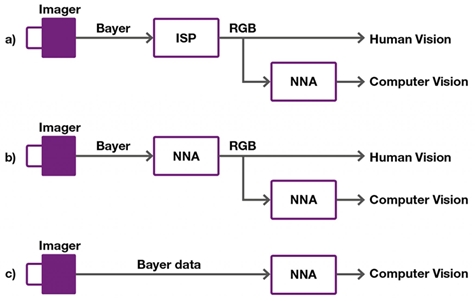 Imager
a)
Bayer
ISP
RGB
Human Vision
NNA
Computer Vision
Imager
b)
Bayer
NNA
RGB
Human Vision
NNA
Computer Vision
Imager
c)
Bayer data
NNA
Computer Vision